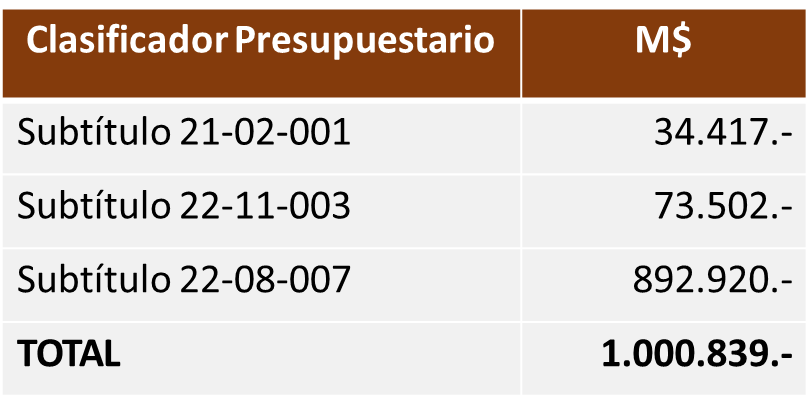 Clasificador Presupuestario M$
Subtítulo 21-02-001 34.417.-
Subtítulo 22-11-003 73.502.-
Subtítulo 22-08-007 892.920.-
TOTAL 1.000.839.-